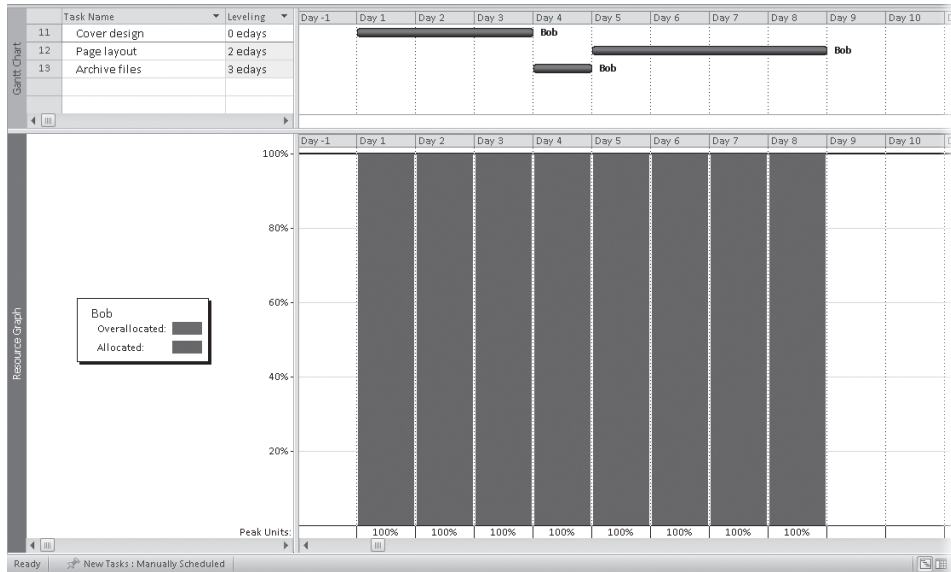 Task Name Leveling
11 Cover design 0 edays
12 Page layout 2 edays
13 Archive files 3 edays
Gantt Chart
Day -1 Day 1 Day 2 Day 3 Day 4 Day 5 Day 6 Day 7 Day 8 Day 9 Day 10
Bob
Bob
Bob
Resource Graph
Day -1 Day 1 Day 2 Day 3 Day 4 Day 5 Day 6 Day 7 Day 8 Day 9 Day 10
100%
80%
60%
40%
20%
Bob
Overallocated:
Allocated:
Peak Units: 100% 100% 100% 100% 100% 100% 100% 100%
Ready New Tasks : Manually Scheduled